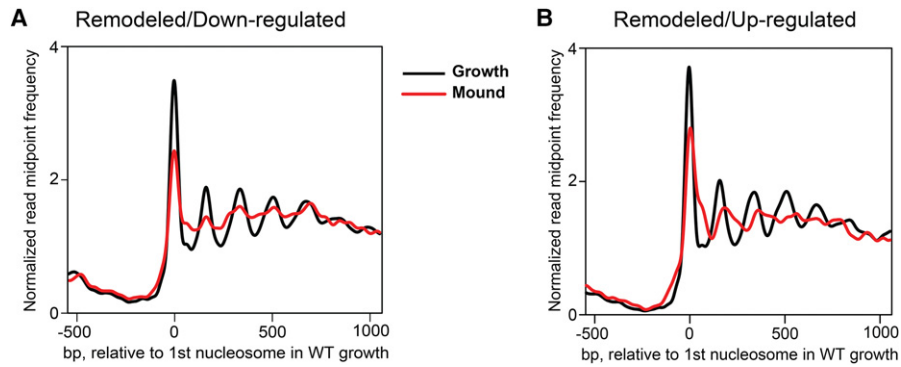 A
Remodeled/Down-regulated
4
2
0
Normalized read midpoint frequency
-500
0
500
1000
bp, relative to 1st nucleosome in WT growth
Growth
Mound
B
Remodeled/Up-regulated
4
2
0
Normalized read midpoint frequency
-500
0
500
1000
bp, relative to 1st nucleosome in WT growth